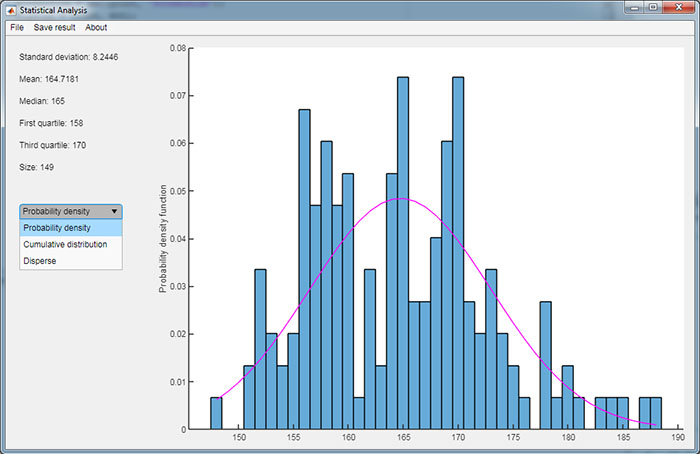 Statistical Analysis
File Save result About
Standard deviation: 8.2446
Mean: 164.7181
Median: 165
First quartile: 158
Third quartile: 170
Size: 149
Probability density
Probability density
Cumulative distribution
Disperse
Probability density function
0.08
0.07
0.06
0.05
0.04
0.03
0.02
0.01
0
150 155 160 165 170 175 180 185 190